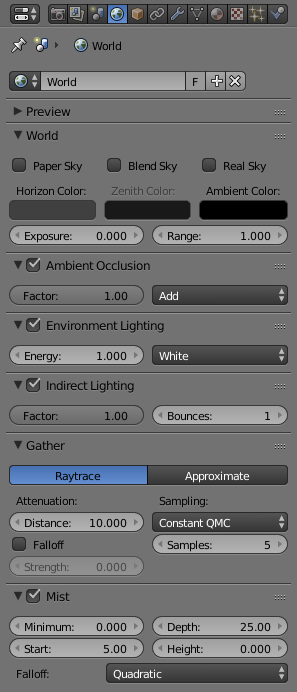 World
World F
Preview
World
Paper Sky Blend Sky Real Sky
Horizon Color: Zenith Color: Ambient Color:
Exposure: 0.000 Range: 1.000
Ambient Occlusion
Factor: 1.00 Add
Environment Lighting
Energy: 1.000 White
Indirect Lighting
Factor: 1.00 Bounces: 1
Gather
Raytrace Approximate
Attenuation: Sampling:
Distance: 10.000 Constant QMC
Falloff Samples: 5
Strength: 0.000
Mist
Minimum: 0.000 Depth: 25.00
Start: 5.00 Height: 0.000
Falloff: Quadratic